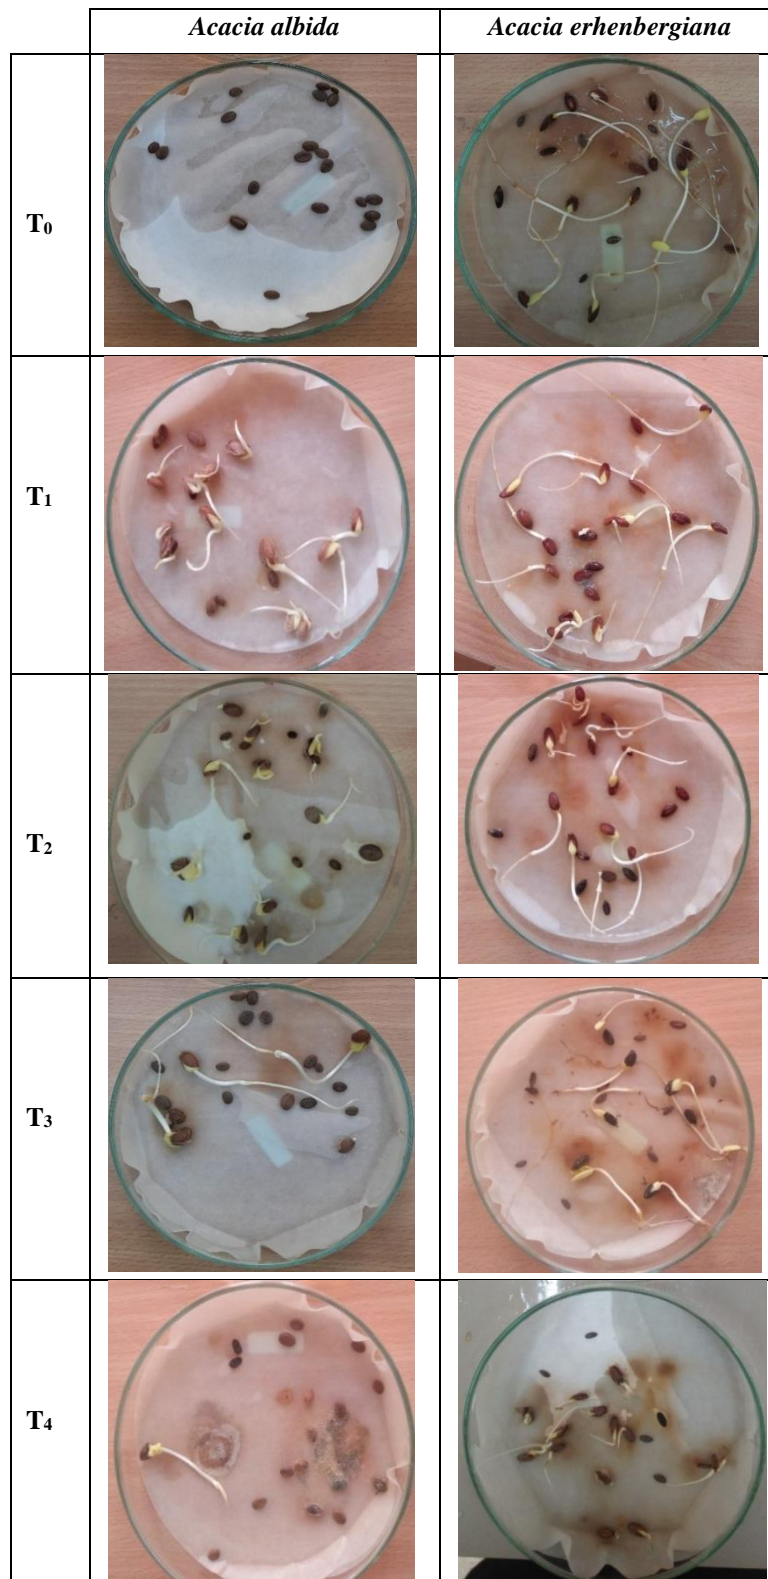 Acacia albida Acacia erhenbergiana
T₀
T₁
T₂
T₃
T₄